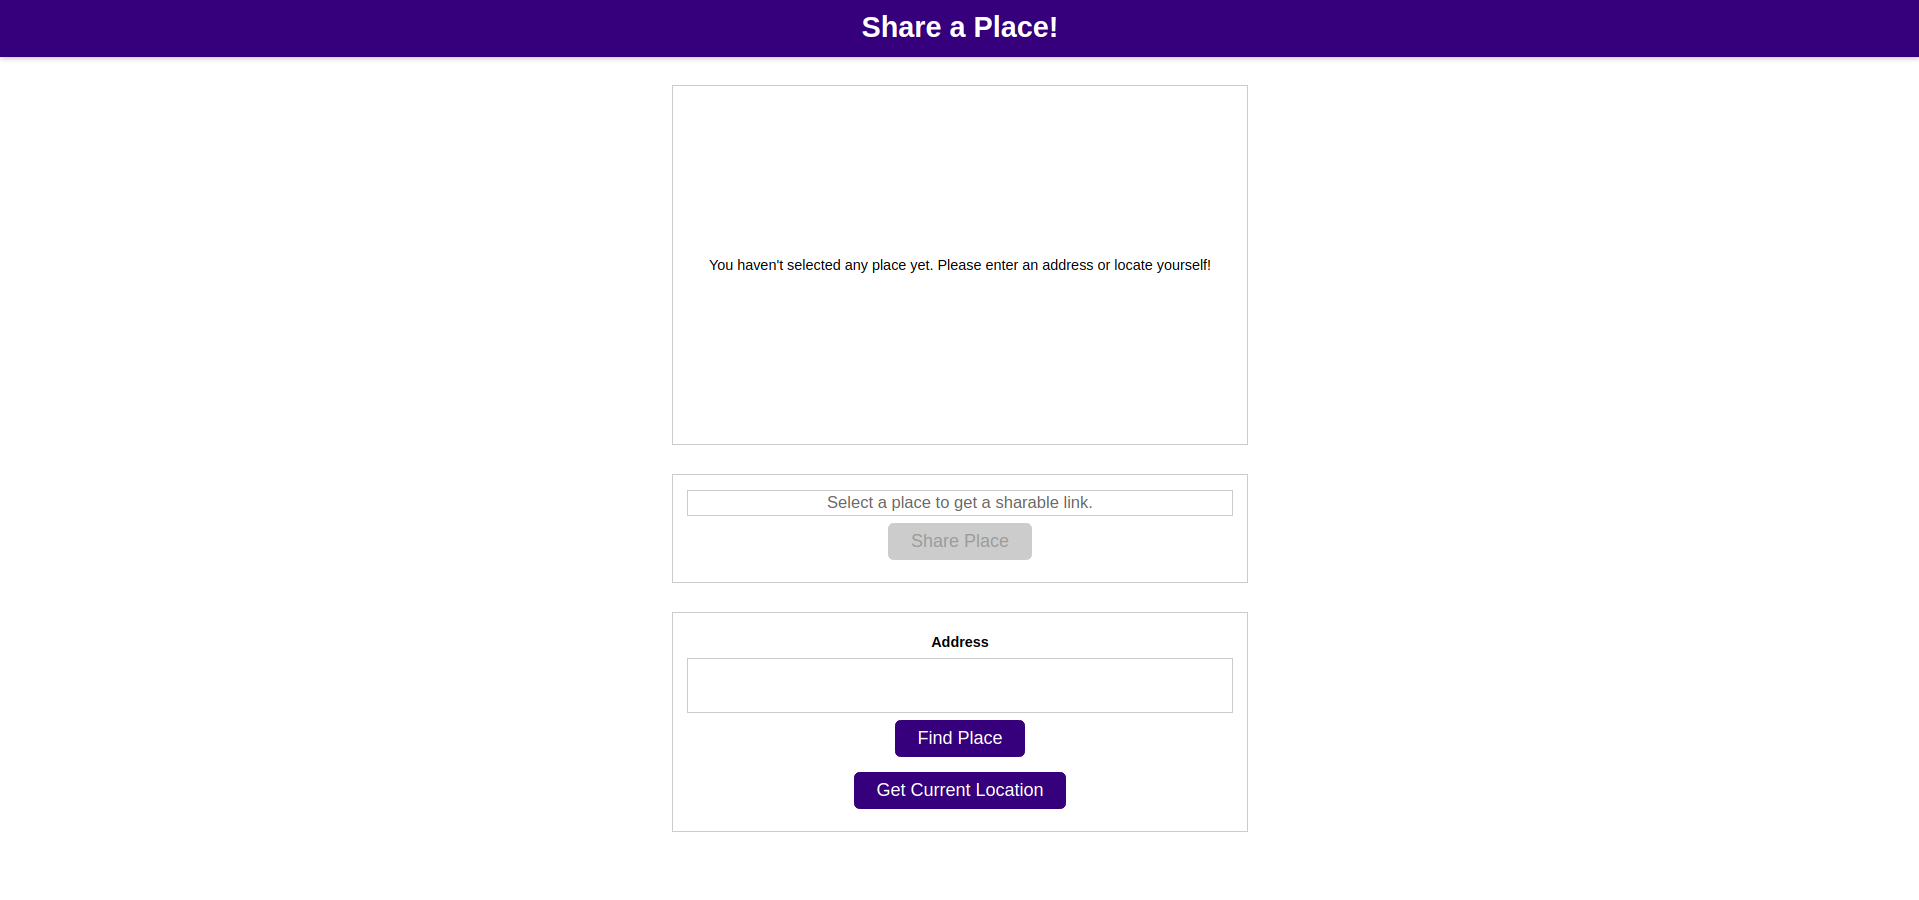 Share a Place!
You haven't selected any place yet. Please enter an address or locate yourself!
Select a place to get a sharable link.
Share Place
Address
Find Place
Get Current Location